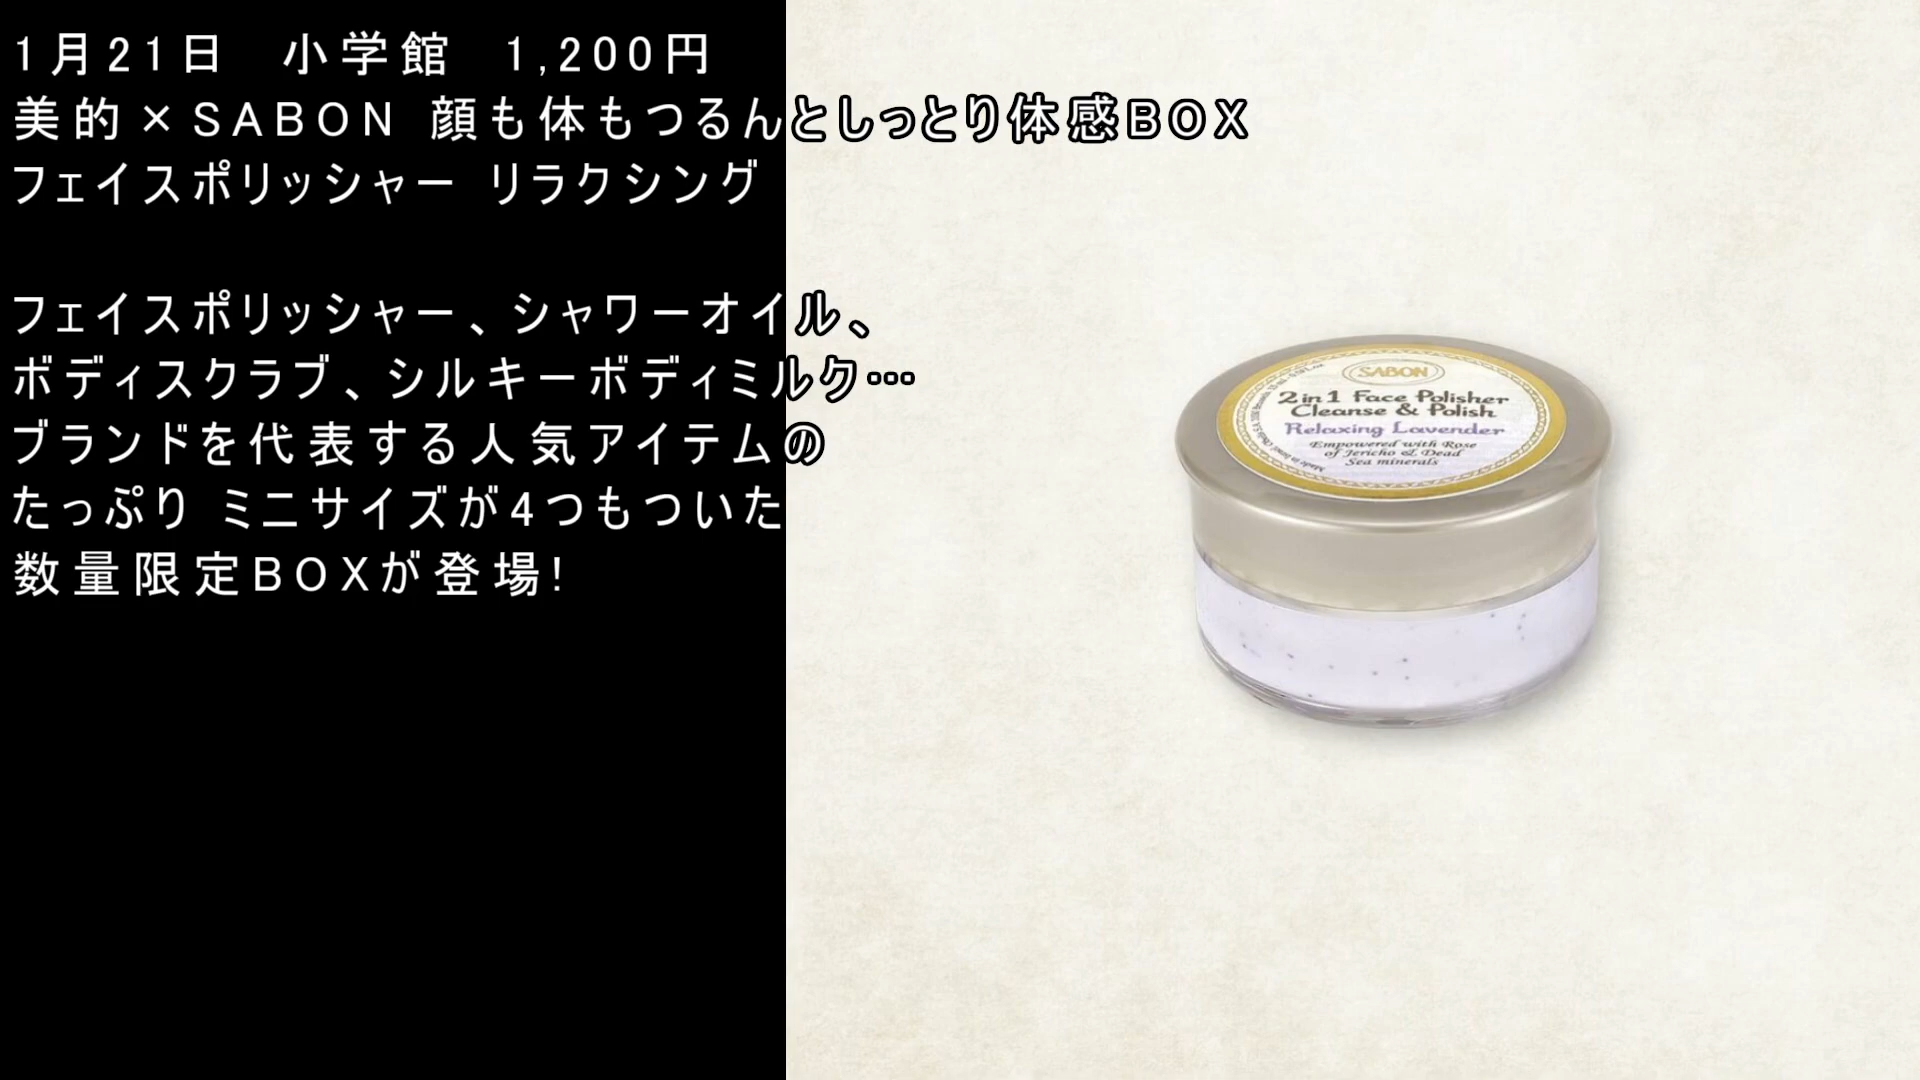 1月21日　小学館　1,200円
美的×SABON 顔も体もつるんとしっとり体感BOX
フェイスポリッシャー リラクシング
フェイスポリッシャー、シャワーオイル、
ボディスクラブ、シルキーボディミルク…
ブランドを代表する人気アイテムの
たっぷり ミニサイズが4つもついた
数量限定BOXが登場!
SABON
2 in 1 Face Polisher
Cleanse & Polish
Relaxing Lavender
Empowered with Rose
of Jericho & Dead
Sea minerals